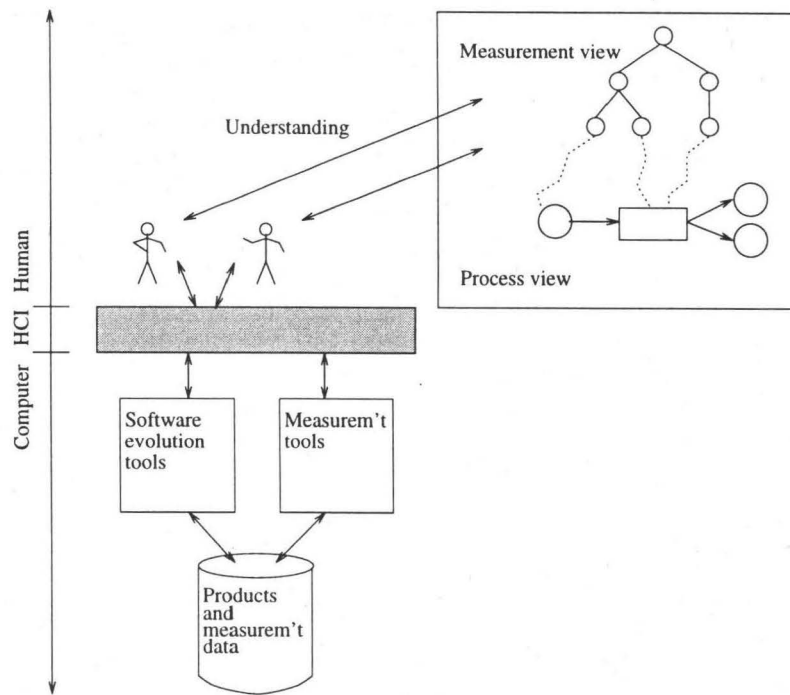 Measurement view
Understanding
Process view
Human
HCI
Computer
Software
evolution
tools
Measurem't
tools
Products
and
measurem't
data